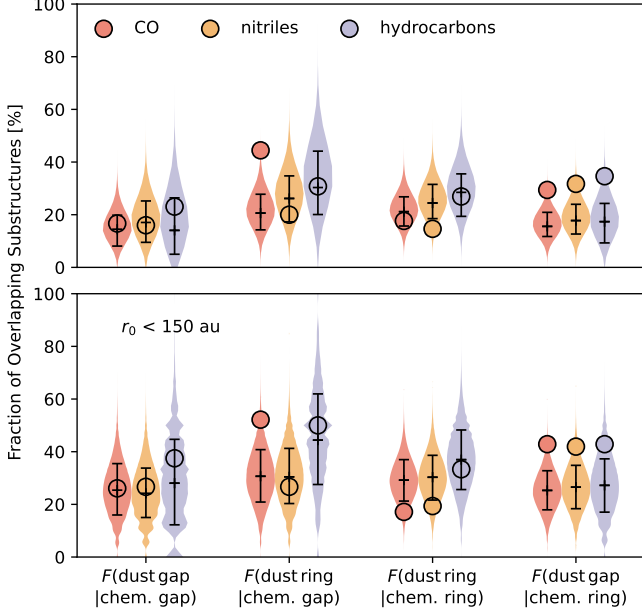 Fraction of Overlapping Substructures [%]
100
80
60
40
20
0
CO nitriles hydrocarbons
100
80
60
40
20
0
r₀ < 150 au
F(dust gap
|chem. gap)
F(dust ring
|chem. gap)
F(dust ring
|chem. ring)
F(dust gap
|chem. ring)